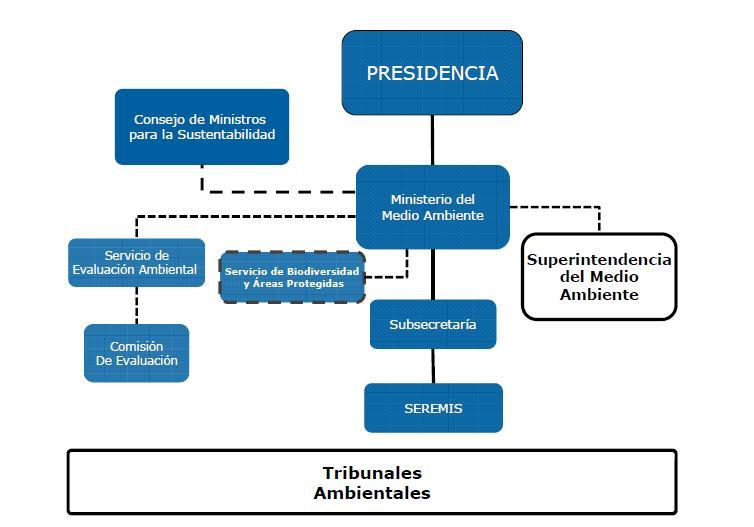 PRESIDENCIA
Consejo de Ministros
para la Sustentabilidad
Ministerio del
Medio Ambiente
Servicio de
Evaluación Ambiental
Servicio de Biodiversidad
y Áreas Protegidas
Superintendencia
del Medio
Ambiente
Subsecretaría
Comisión
De Evaluación
SEREMIS
Tribunales
Ambientales